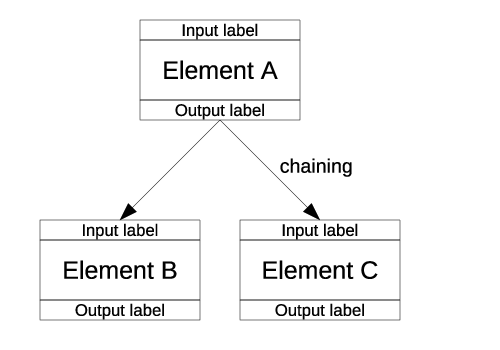 Input label
Element A
Output label
chaining
Input label
Element B
Output label
Input label
Element C
Output label